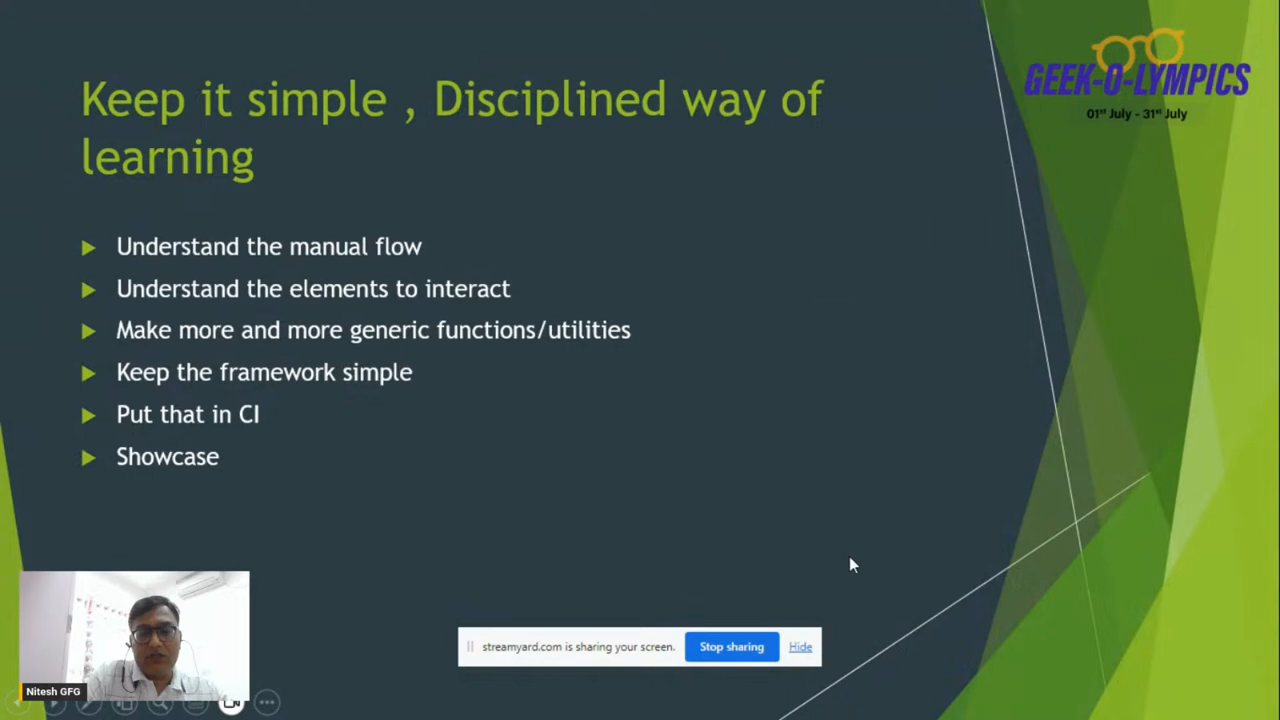 Keep it simple , Disciplined way of
learning
GEEK-O-LYMPICS
01st July - 31st July
Understand the manual flow
Understand the elements to interact
Make more and more generic functions/utilities
Keep the framework simple
Put that in CI
Showcase
streamyard.com is sharing your screen.
Stop sharing
Hide
Nitesh GFG